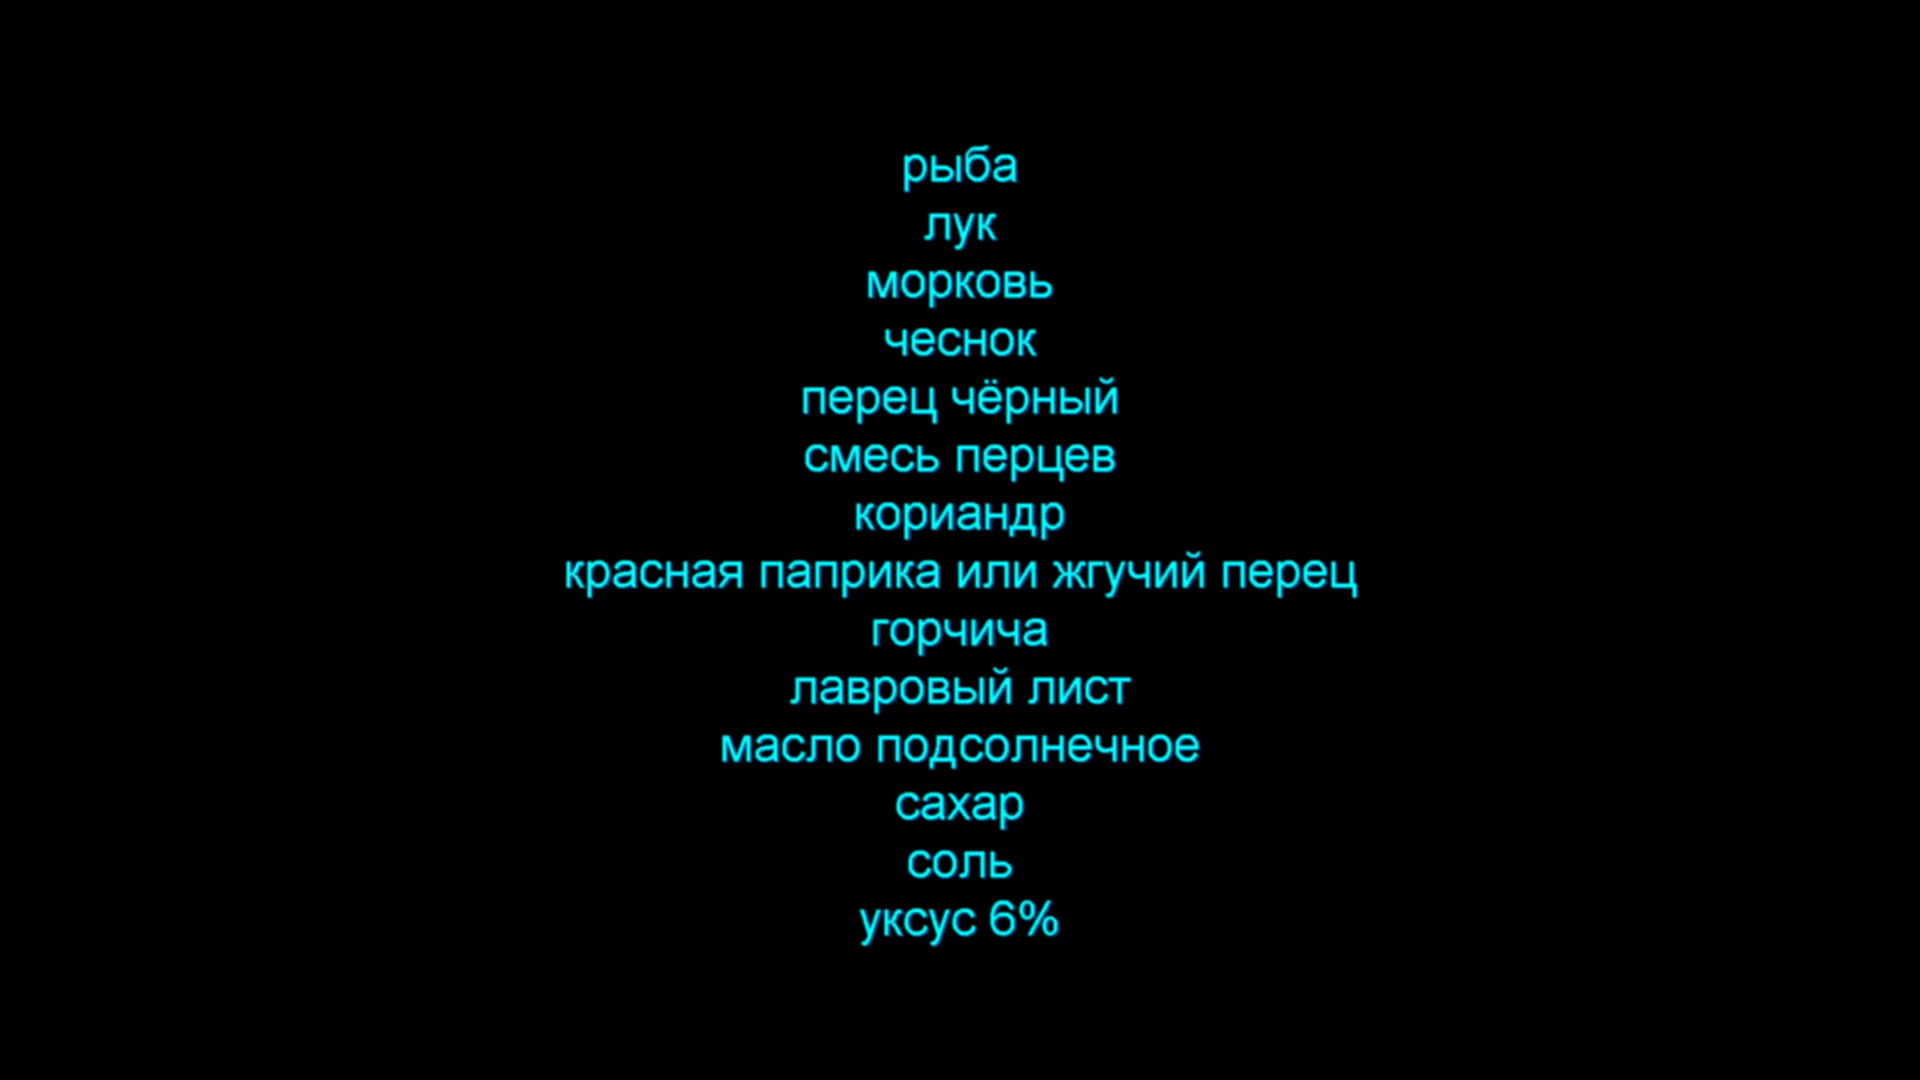 рыба
лук
морковь
чеснок
перец чёрный
смесь перцев
кориандр
красная паприка или жгучий перец
горчича
лавровый лист
масло подсолнечное
сахар
соль
уксус 6%